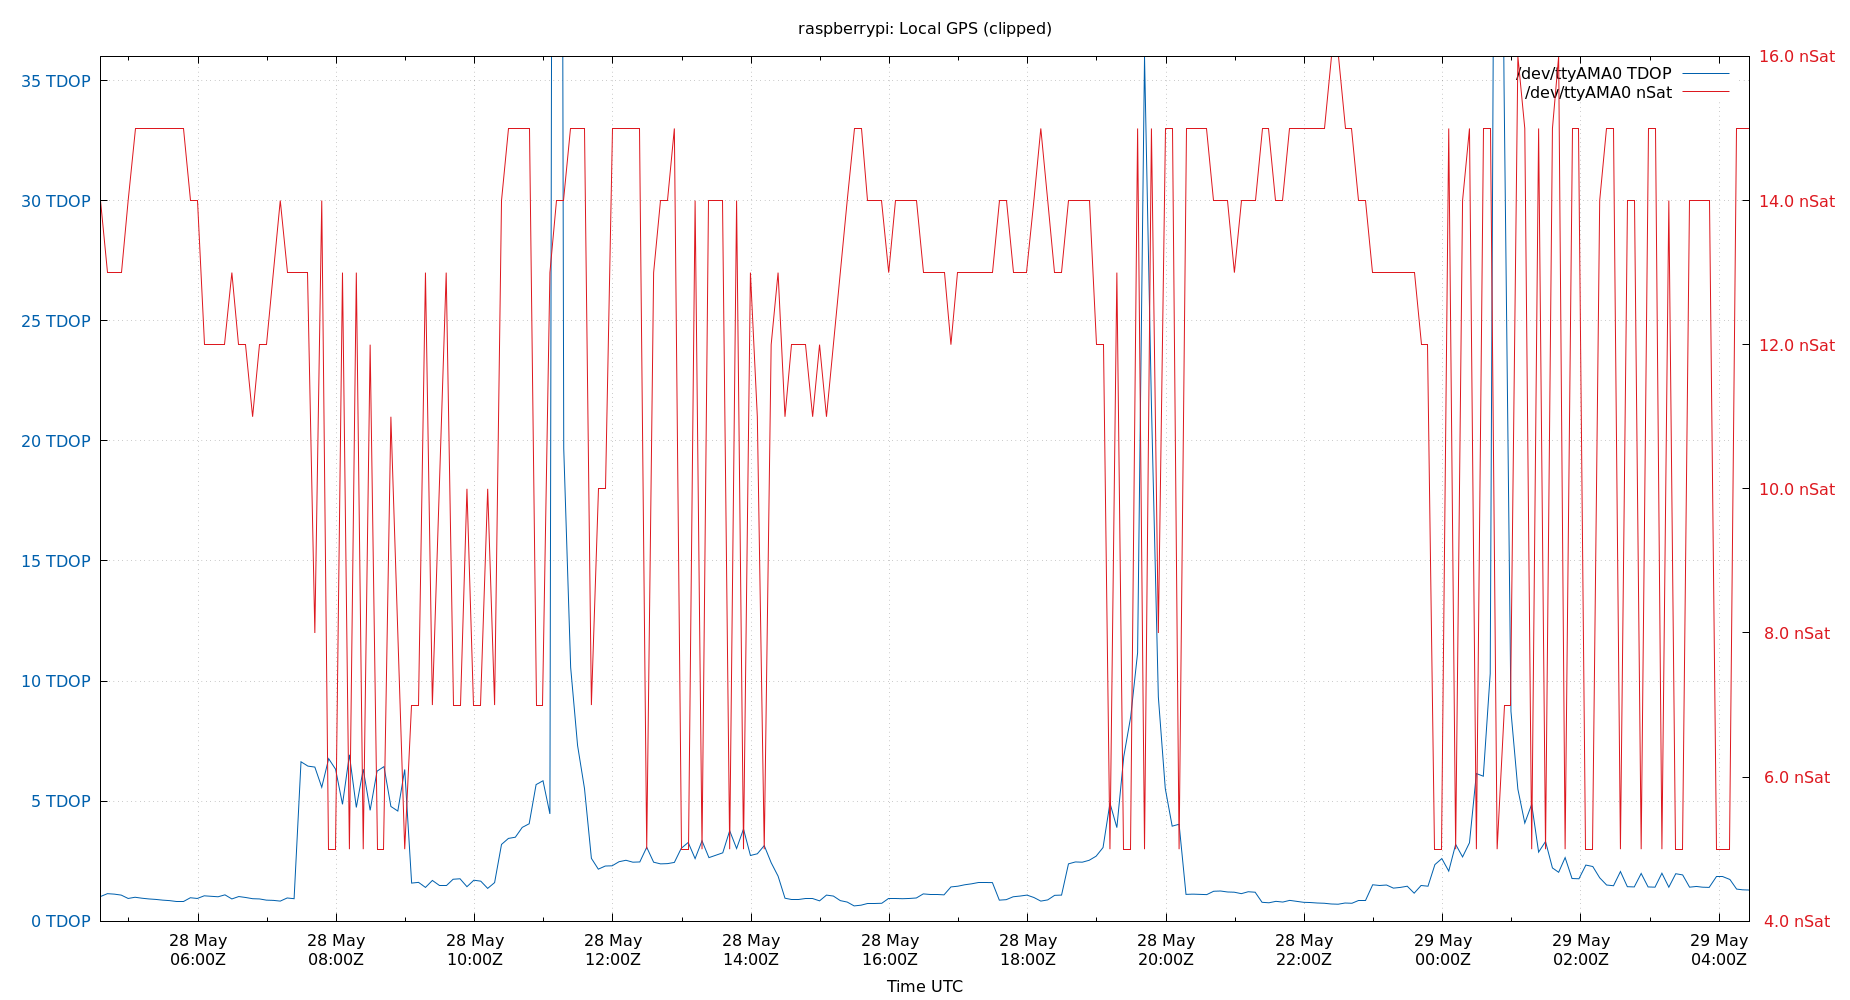 raspberrypi: Local GPS (clipped)
16.0 nSat
35 TDOP
/dev/ttyAMA0 TDOP
/dev/ttyAMA0 nSat
30 TDOP
14.0 nSat
25 TDOP
12.0 nSat
20 TDOP
10.0 nSat
15 TDOP
8.0 nSat
10 TDOP
6.0 nSat
5 TDOP
0 TDOP
4.0 nSat
28 May 28 May 28 May 28 May 28 May 28 May 28 May 28 May 28 May 29 May 29 May 29 May
06:00Z 08:00Z 10:00Z 12:00Z 14:00Z 16:00Z 18:00Z 20:00Z 22:00Z 00:00Z 02:00Z 04:00Z
Time UTC